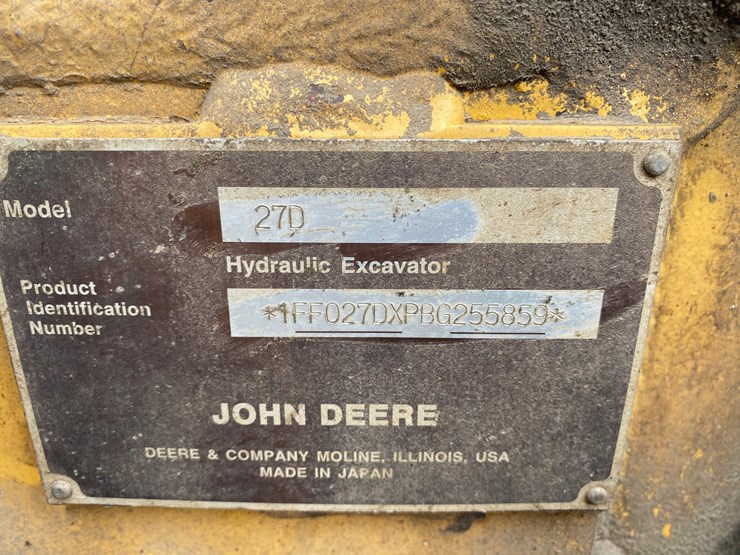 Model
27D
Hydraulic Excavator
Product
Identification
Number
*1FF027DXPBG255859*
JOHN DEERE
DEERE & COMPANY MOLINE, ILLINOIS, USA
MADE IN JAPAN